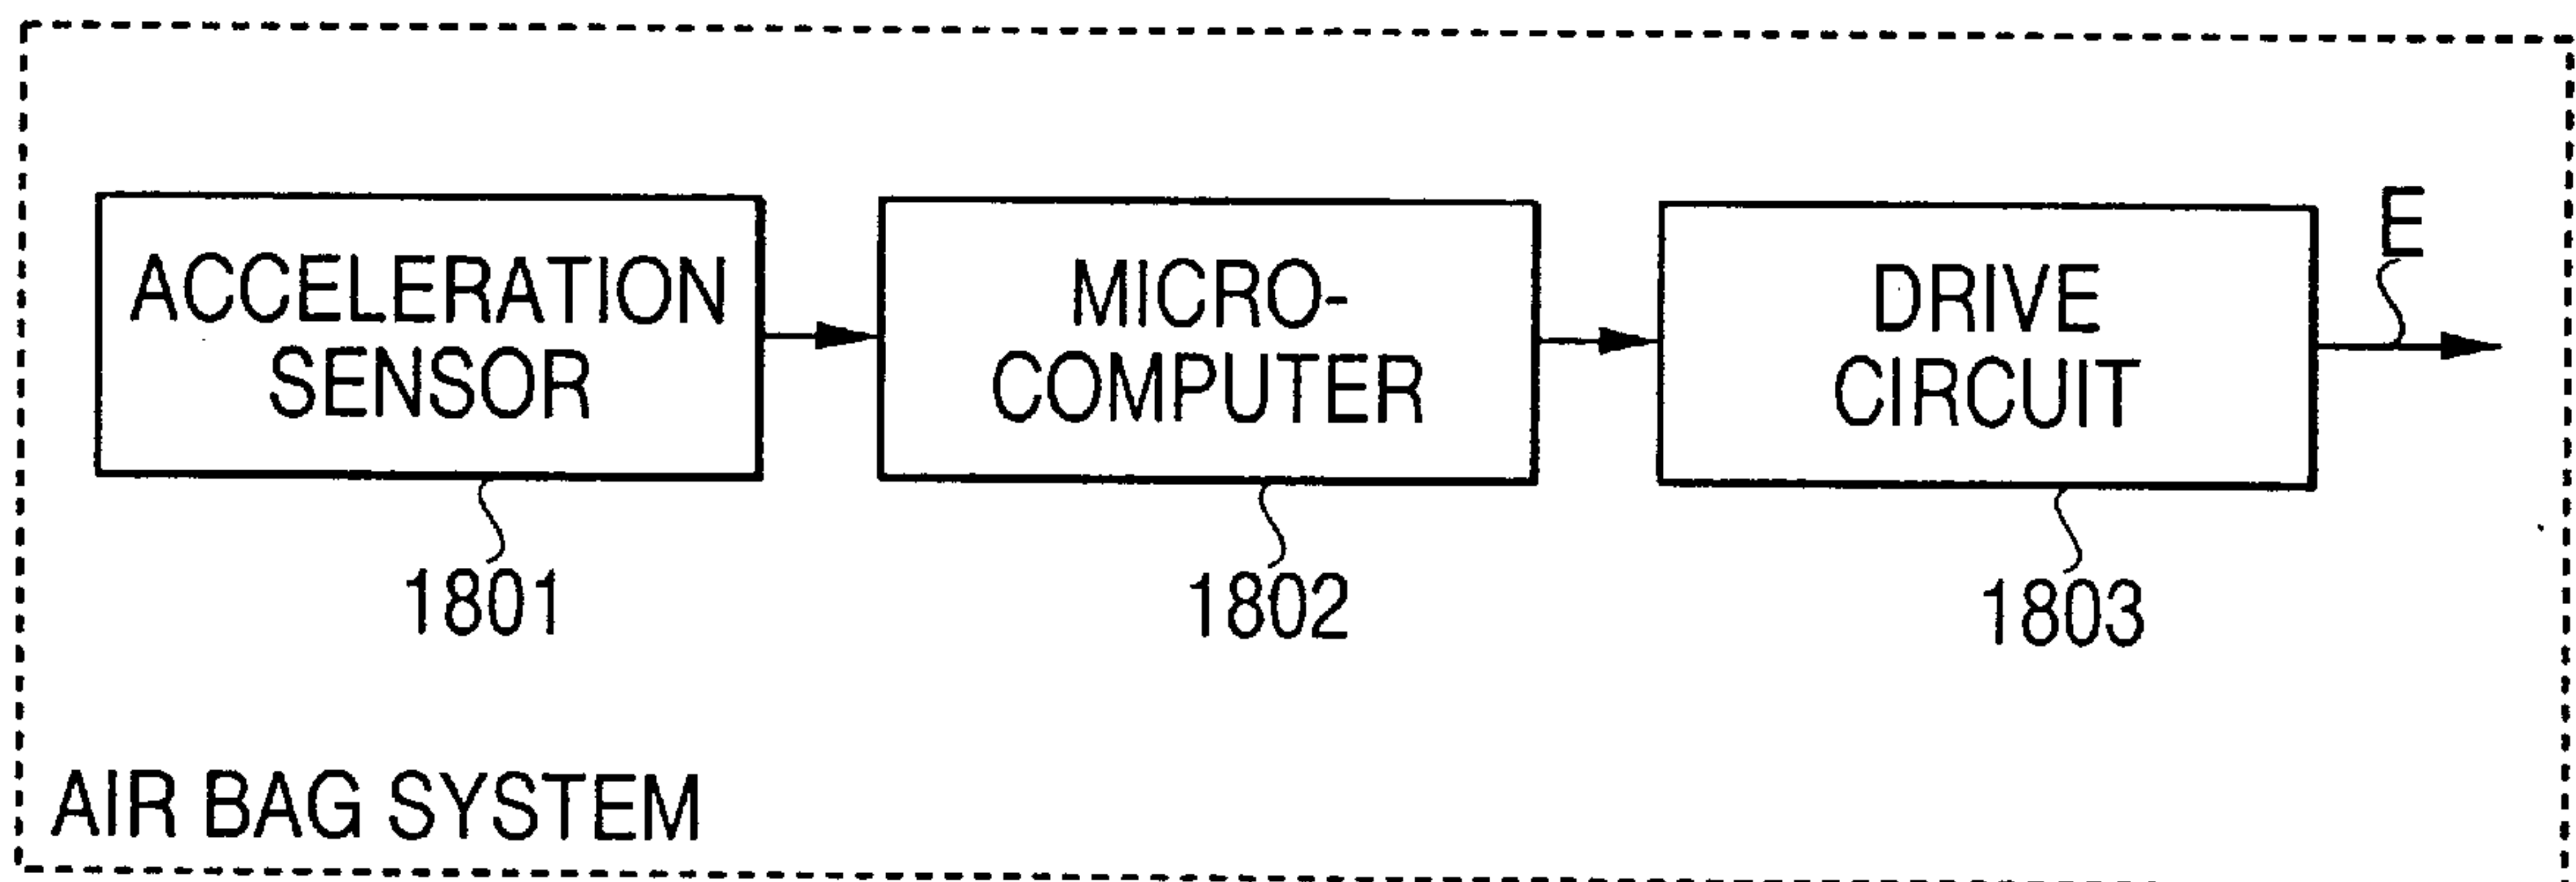 ACCELERATION
SENSOR
MICRO-
COMPUTER
DRIVE
CIRCUIT
E
1801
1802
1803
AIR BAG SYSTEM